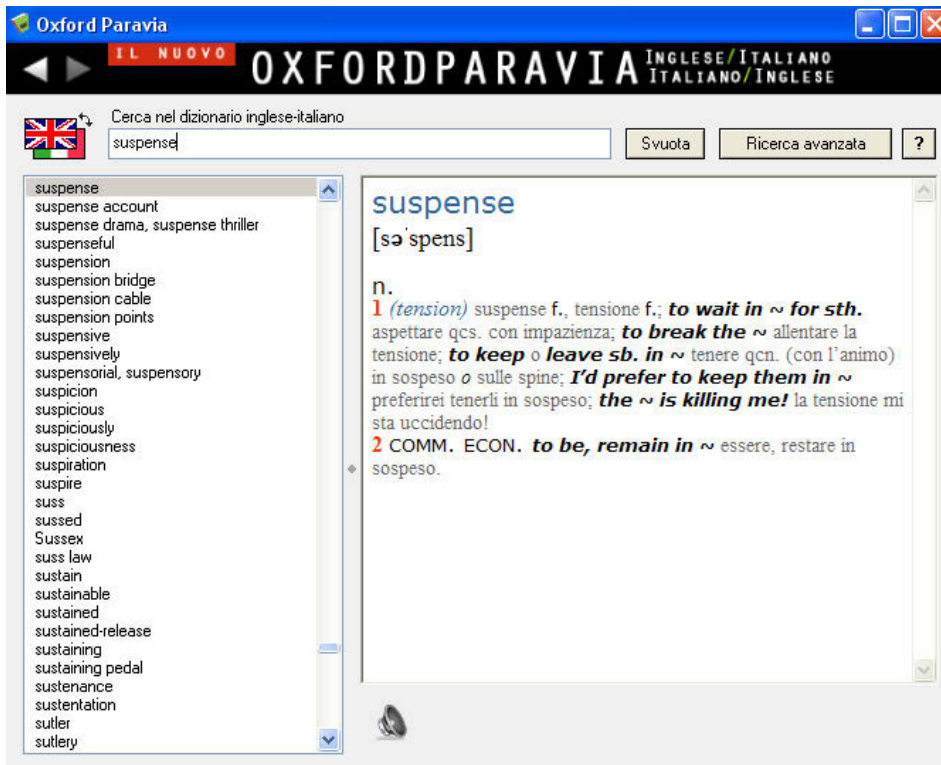 Oxford Paravia
IL NUOVO
OXFORDPARAVIA
INGLESE/ITALIANO
ITALIANO/INGLESE
Cerca nel dizionario inglese-italiano
suspense
Svuota
Ricerca avanzata
?
suspense
suspense account
suspense drama, suspense thriller
suspenseful
suspension
suspension bridge
suspension cable
suspension points
suspensive
suspensively
suspensorial, suspensory
suspicion
suspicious
suspiciously
suspiciousness
suspiration
suspire
suss
sussed
Sussex
suss law
sustain
sustainable
sustained
sustained-release
sustaining
sustaining pedal
sustenance
sustentation
sutler
sutlery
suspense
[səˈspens]
n.
1 (tension) suspense f., tensione f.; to wait in ~ for sth.
aspettare qcs. con impazienza; to break the ~ allentare la
tensione; to keep o leave sb. in ~ tenere qcn. (con l'animo)
in sospeso o sulle spine; I'd prefer to keep them in ~
preferirei tenerli in sospeso; the ~ is killing me! la tensione mi
sta uccidendo!
2 COMM. ECON. to be, remain in ~ essere, restare in
sospeso.